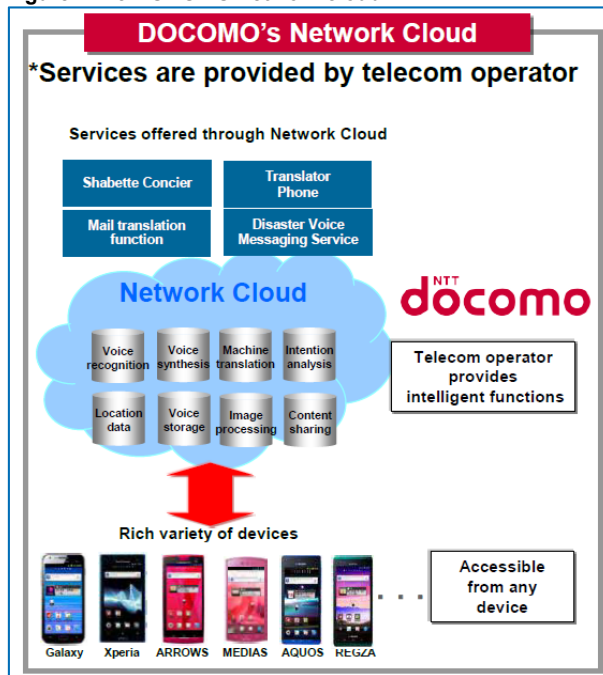 DOCOMO's Network Cloud
*Services are provided by telecom operator
Services offered through Network Cloud
Shabette Concier
Translator
Phone
Mail translation
function
Disaster Voice
Messaging Service
Network Cloud
NTT
docomo
Voice
recognition
Voice
synthesis
Machine
translation
Intention
analysis
Telecom operator
provides
intelligent functions
Location
data
Voice
storage
Image
processing
Content
sharing
Rich variety of devices
Accessible
from any
device
Galaxy
Xperia
ARROWS
MEDIAS
AQUOS
REGZA